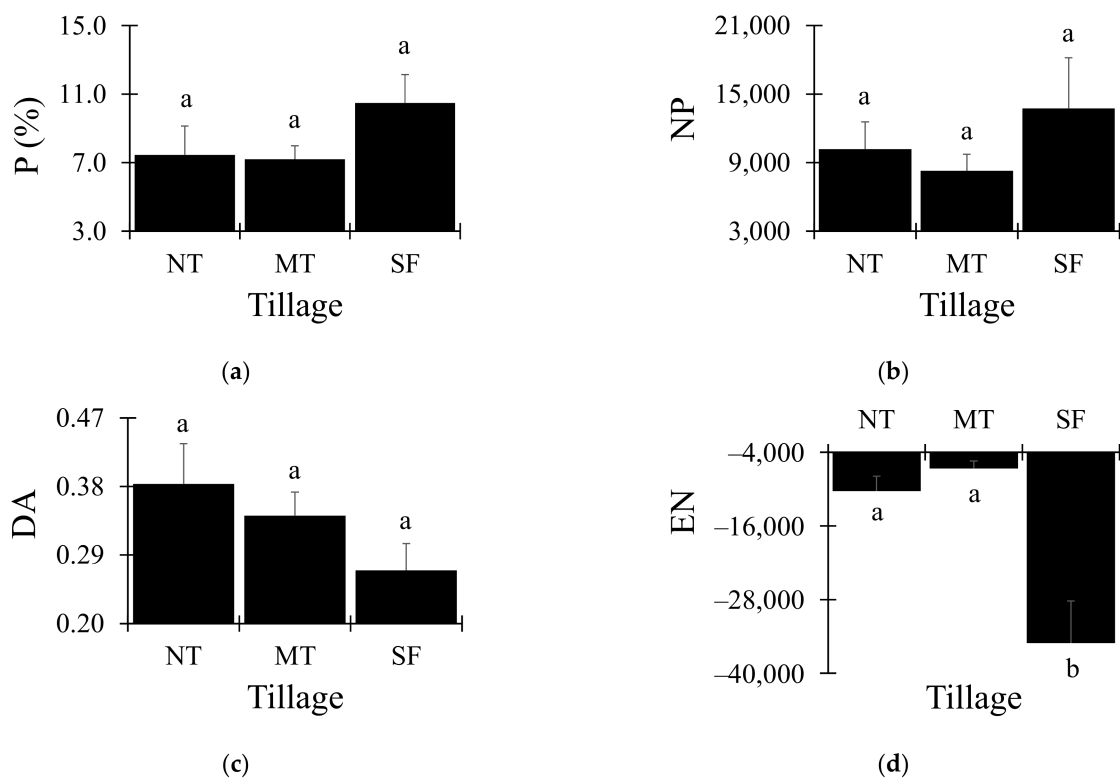 15.0
11.0
7.0
3.0
P (%)
a
a
a
NT MT SF
Tillage
(a)
21,000
15,000
9,000
3,000
NP
a
a
a
NT MT SF
Tillage
(b)
0.47
0.38
0.29
0.20
DA
a
a
a
NT MT SF
Tillage
(c)
NT MT SF
–4,000
–16,000
–28,000
–40,000
EN
a
a
b
Tillage
(d)